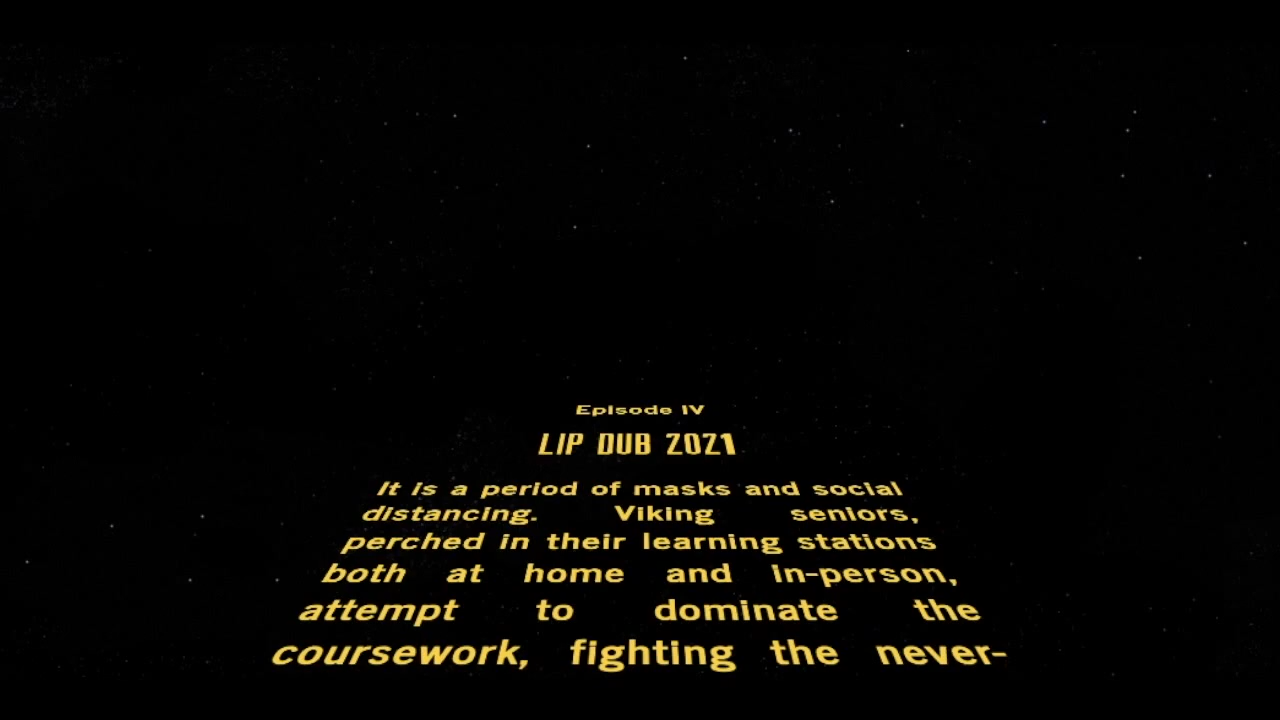 Episode IV
LIP DUB 2021
It is a period of masks and social
distancing. Viking seniors,
perched in their learning stations
both at home and in-person,
attempt to dominate the
coursework, fighting the never-